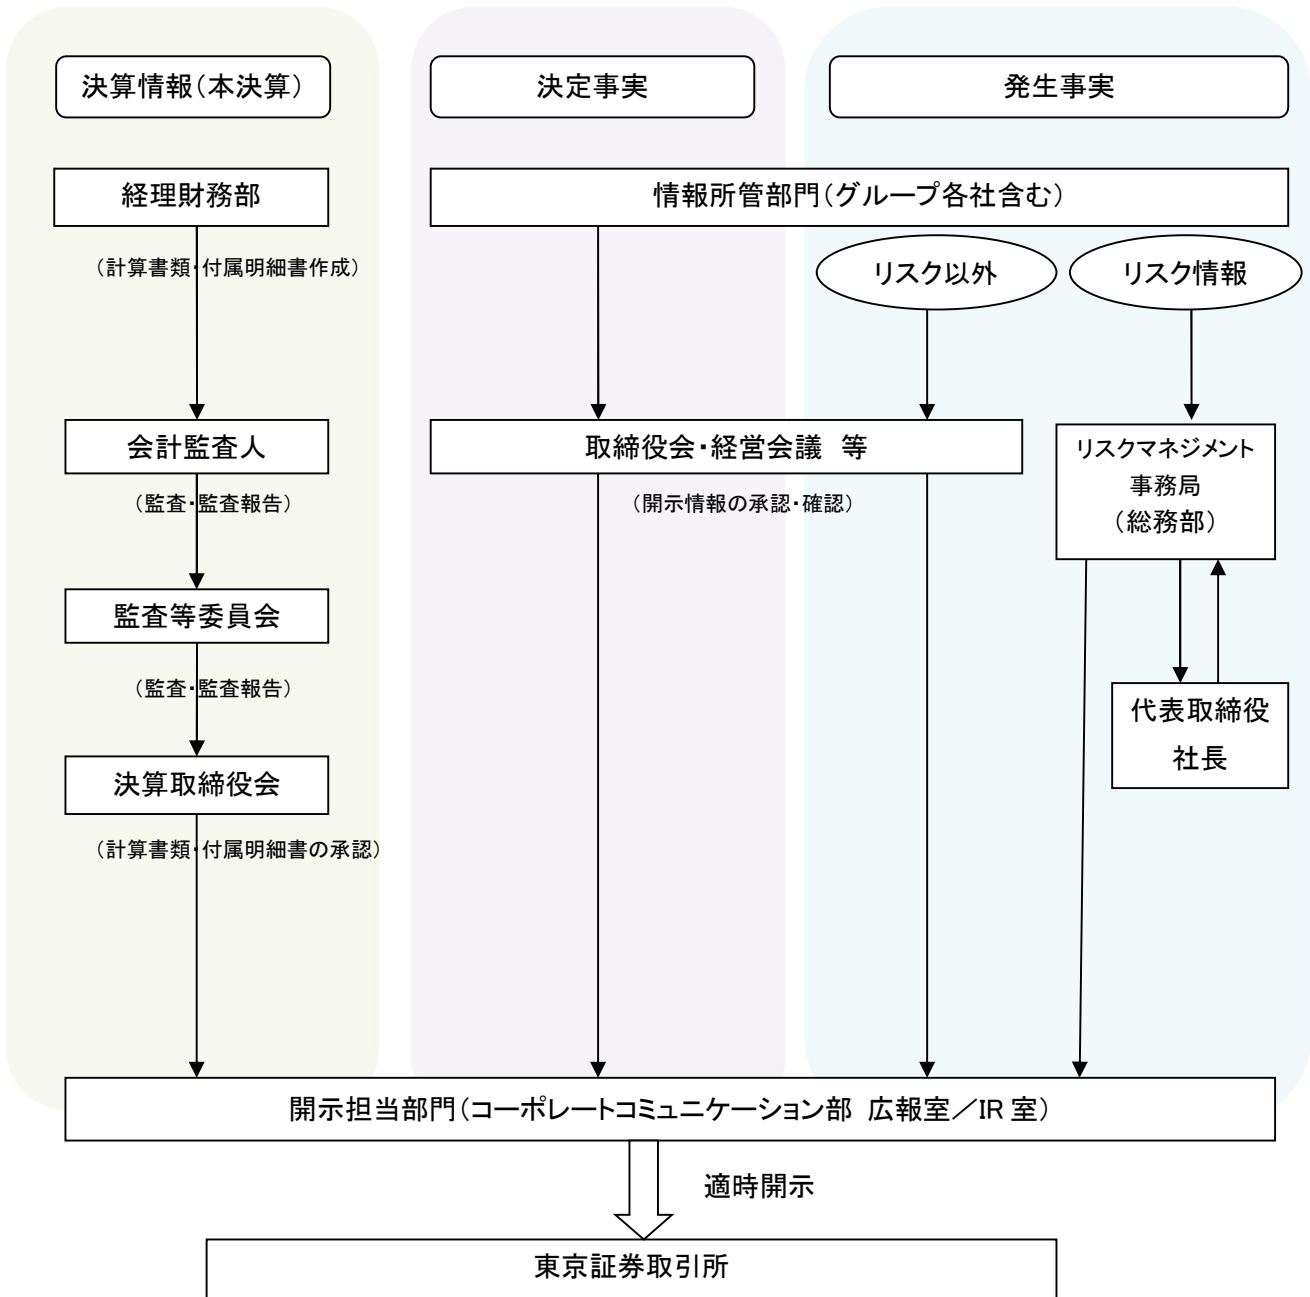 決算情報（本決算）
決定事実
発生事実
経理財務部
情報所管部門（グループ各社含む）
（計算書類・付属明細書作成）
リスク以外
リスク情報
会計監査人
取締役会・経営会議 等
リスクマネジメント
事務局
（総務部）
（監査・監査報告）
（開示情報の承認・確認）
監査等委員会
（監査・監査報告）
代表取締役
社長
決算取締役会
（計算書類・付属明細書の承認）
開示担当部門（コーポレートコミュニケーション部 広報室／IR 室）
適時開示
東京証券取引所